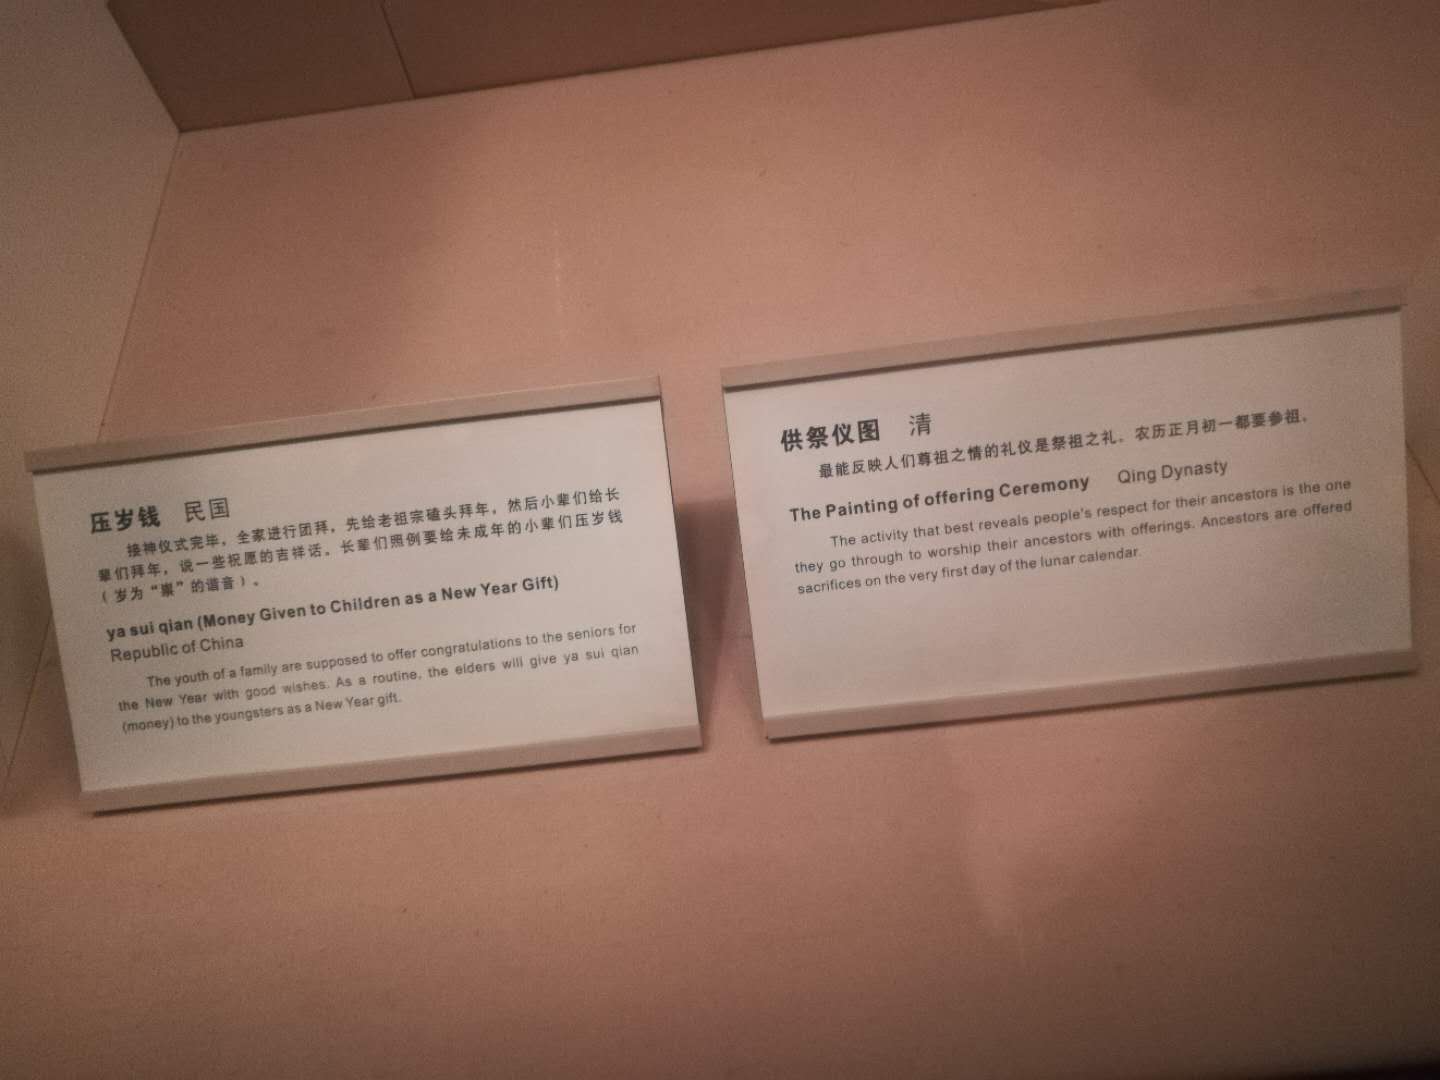 压岁钱 民国
接神仪式完毕，全家进行团拜，先给老祖宗磕头拜年，然后小辈们给长
辈们拜年，说一些祝愿的吉祥话。长辈们照例要给未成年的小辈们压岁钱
（岁为“祟”的谐音）。
ya sui qian (Money Given to Children as a New Year Gift)
Republic of China
The youth of a family are supposed to offer congratulations to the seniors for
the New Year with good wishes. As a routine, the elders will give ya sui qian
(money) to the youngsters as a New Year gift.
供祭仪图 清
最能反映人们尊祖之情的礼仪是祭祖之礼。农历正月初一都要参祖。
The Painting of offering Ceremony Qing Dynasty
The activity that best reveals people's respect for their ancestors is the one
they go through to worship their ancestors with offerings. Ancestors are offered
sacrifices on the very first day of the lunar calendar.